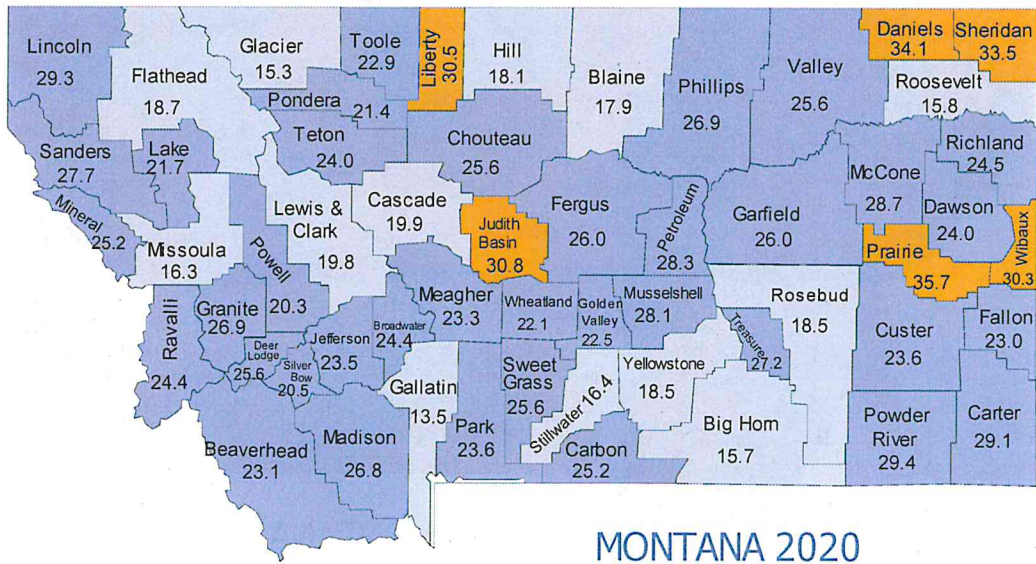 Lincoln
29.3
Flathead
18.7
Glacier
15.3
Toole
22.9
Liberty
30.5
Hill
18.1
Blaine
17.9
Phillips
26.9
Valley
25.6
Daniels
34.1
Sheridan
33.5
Roosevelt
15.8
Pondera
21.4
Teton
24.0
Chouteau
25.6
Sanders
27.7
Lake
21.7
Mineral
25.2
Missoula
16.3
Powell
20.3
Lewis &
Clark
19.8
Cascade
19.9
Judith
Basin
30.8
Fergus
26.0
Petroleum
28.3
Garfield
26.0
McCone
28.7
Richland
24.5
Dawson
24.0
Prairie
35.7
Wibaux
30.3
Ravalli
24.4
Granite
26.9
Deer
Lodge
25.6
Silver
Bow
20.5
Jefferson
23.5
Broadwater
24.4
Meagher
23.3
Wheatland
22.1
Golden
Valley
22.5
Musselshell
28.1
Treasure
27.2
Rosebud
18.5
Custer
23.6
Fallon
23.0
Beaverhead
23.1
Madison
26.8
Gallatin
13.5
Park
23.6
Sweet
Grass
25.6
Stillwater 16.4
Yellowstone
18.5
Carbon
25.2
Big Horn
15.7
Powder
River
29.4
Carter
29.1
MONTANA 2020